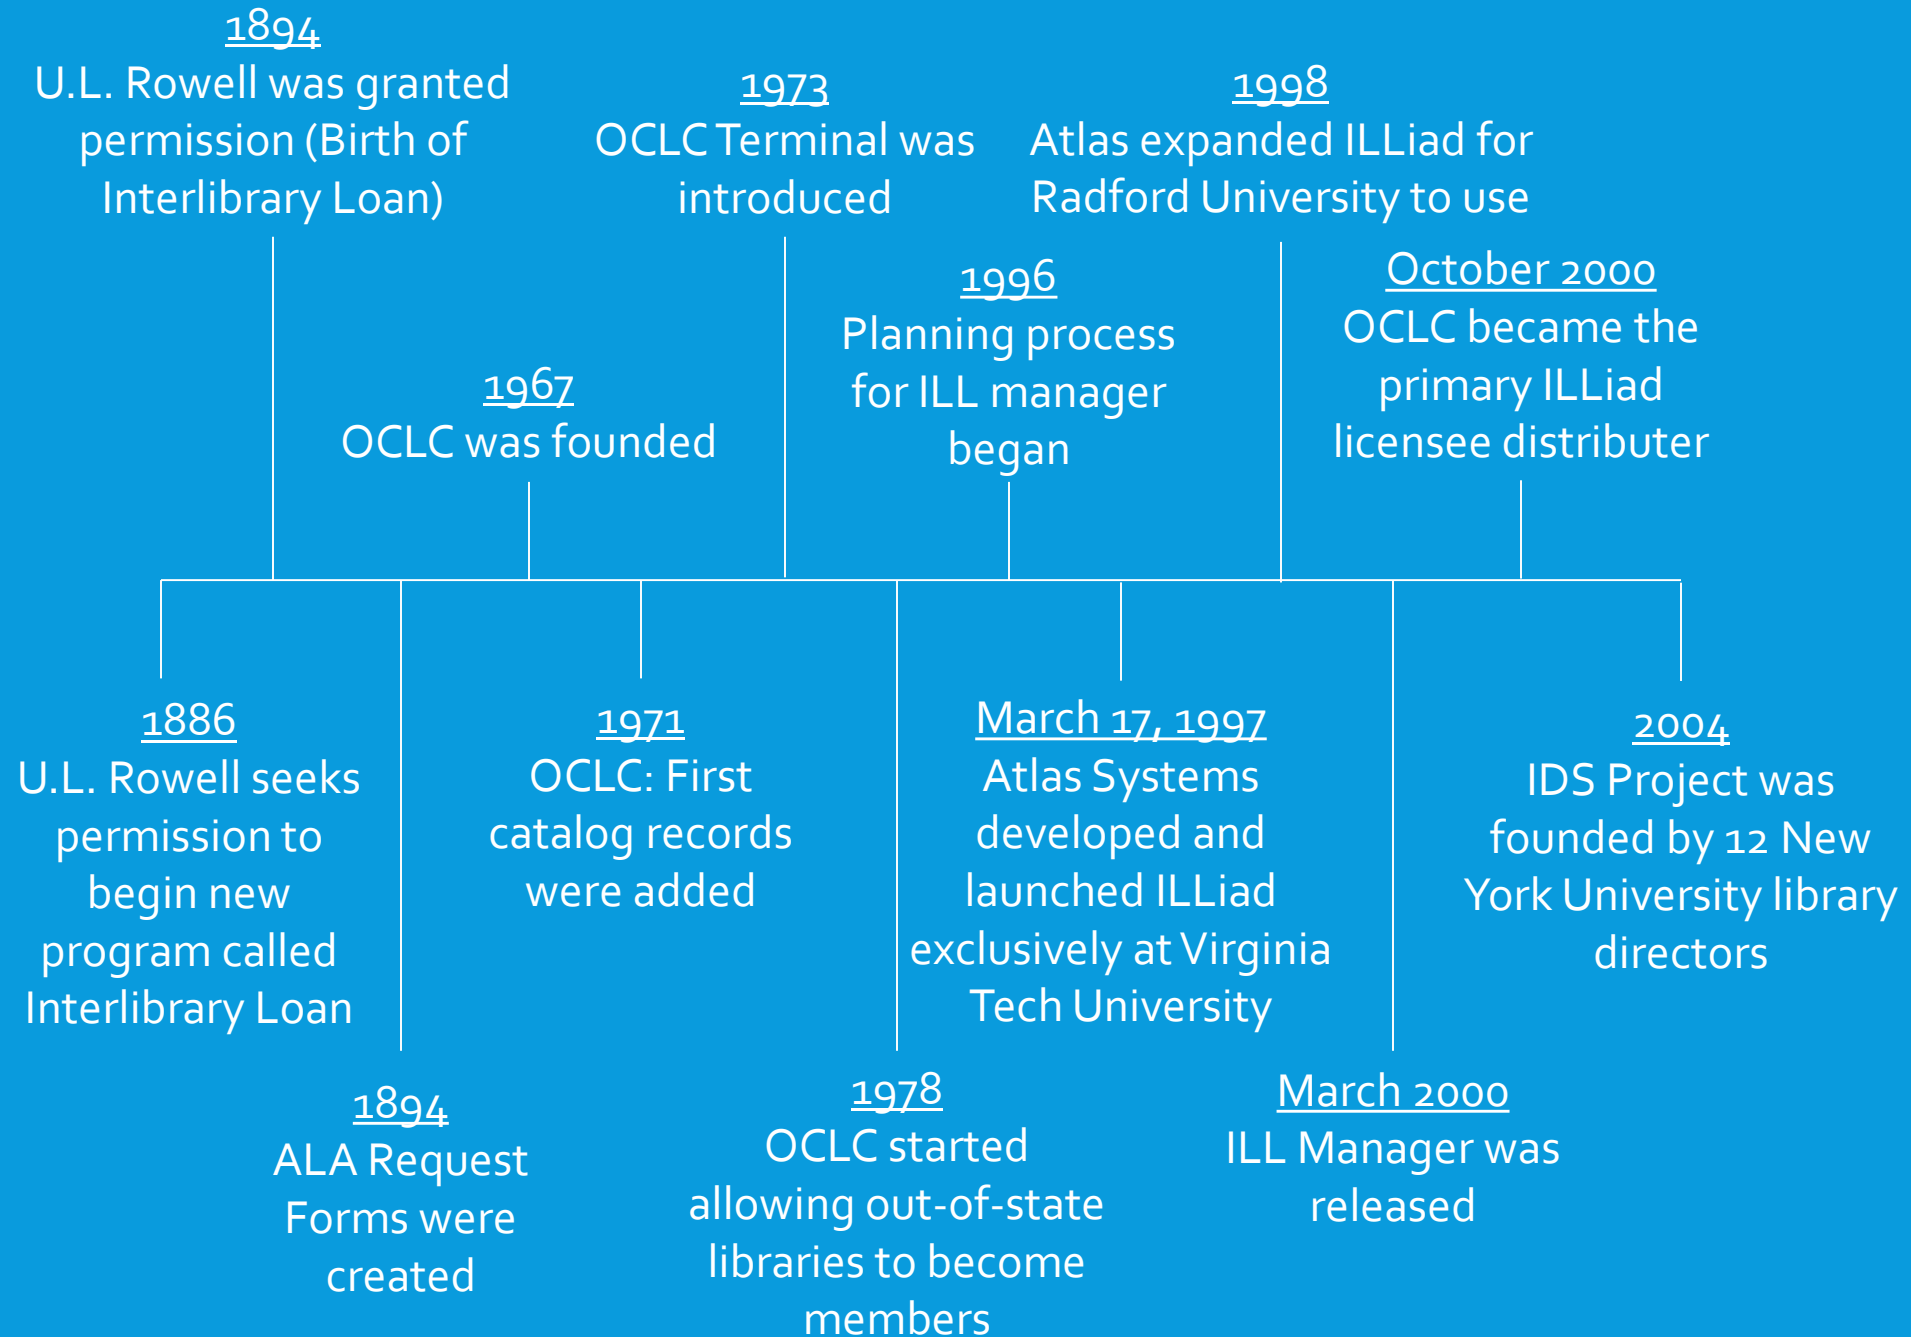 1894
U.L. Rowell was granted
permission (Birth of
Interlibrary Loan)
1973
OCLC Terminal was
introduced
1998
Atlas expanded ILLiad for
Radford University to use
1967
OCLC was founded
1996
Planning process
for ILL manager
began
October 2000
OCLC became the
primary ILLiad
licensee distributer
1886
U.L. Rowell seeks
permission to
begin new
program called
Interlibrary Loan
1971
OCLC: First
catalog records
were added
March 17, 1997
Atlas Systems
developed and
launched ILLiad
exclusively at Virginia
Tech University
2004
IDS Project was
founded by 12 New
York University library
directors
1894
ALA Request
Forms were
created
1978
OCLC started
allowing out-of-state
libraries to become
members
March 2000
ILL Manager was
released